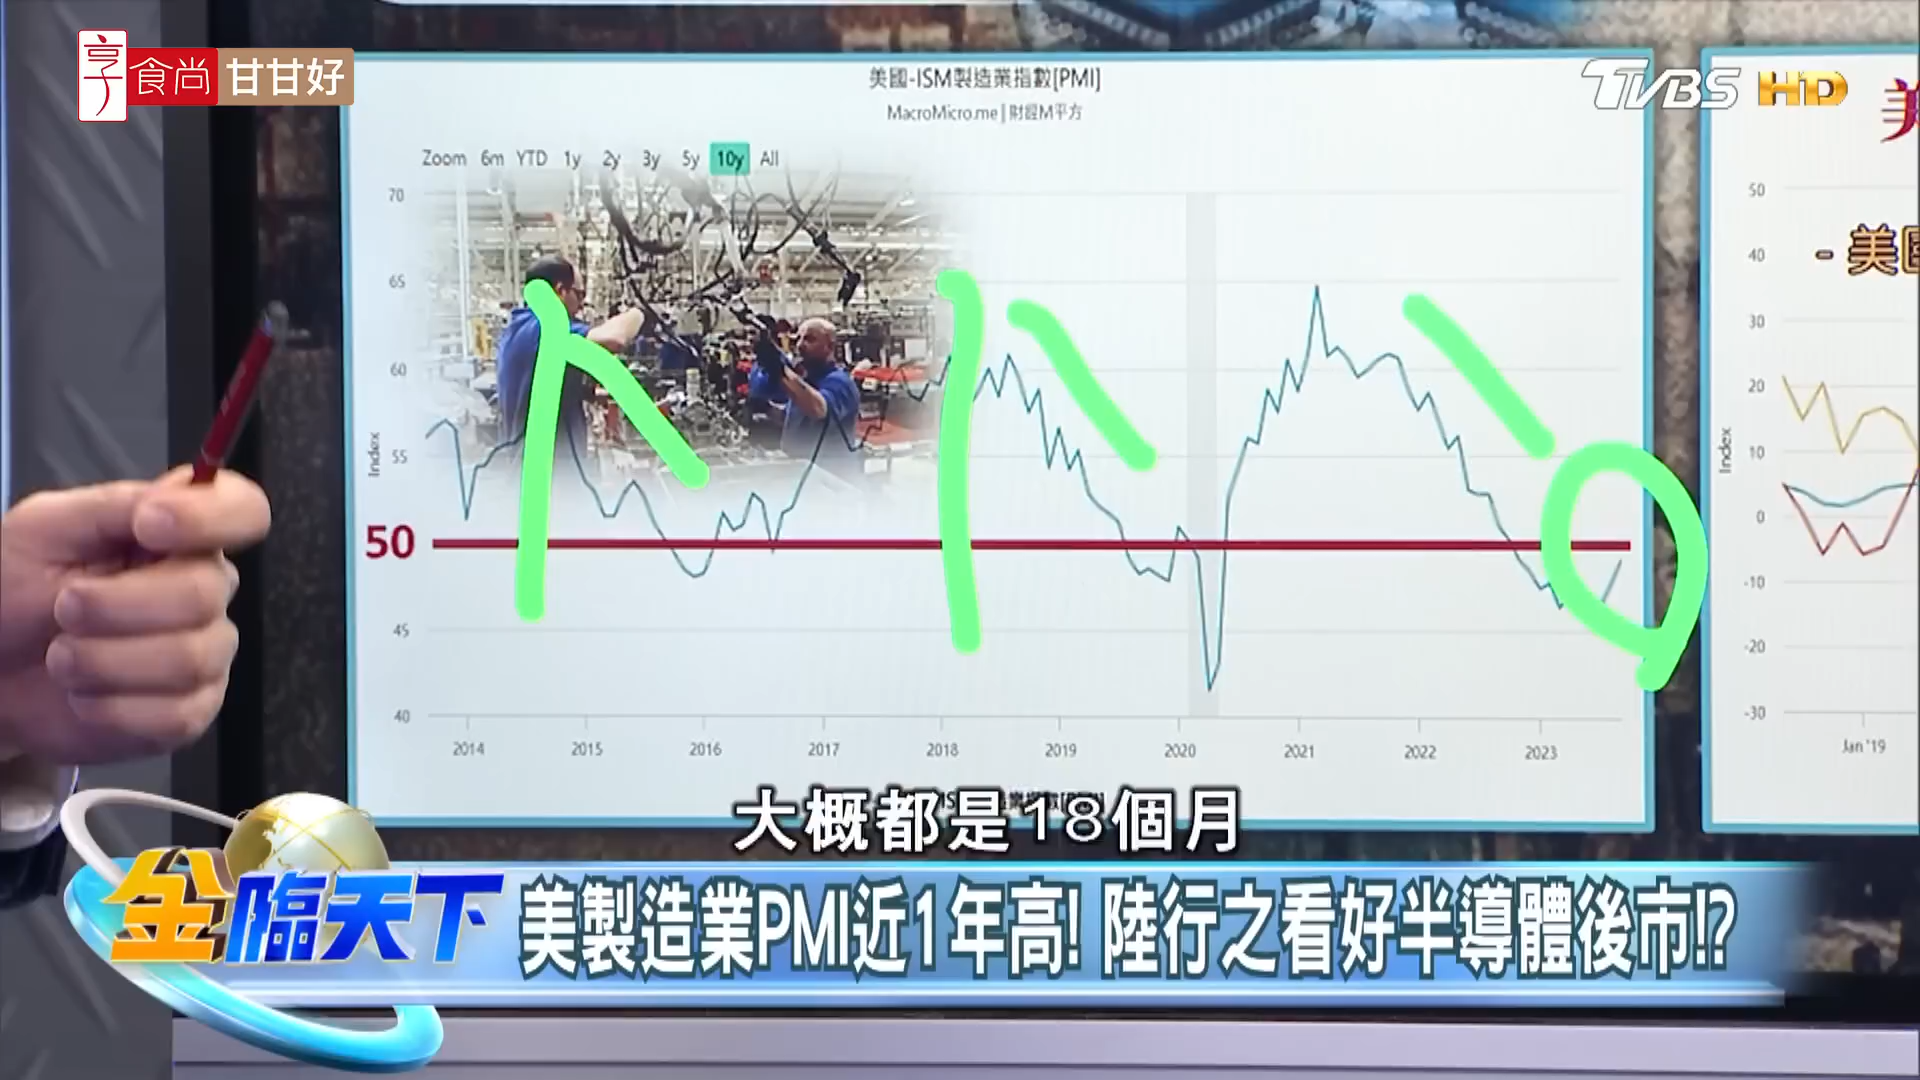 享食尚甘甘好
TVBS HD
美國-ISM製造業指數[PMI]
MacroMicro.me | 財經M平方
Zoom 6m YTD 1y 2y 3y 5y 10y All
70
65
60
55
50
45
40
Index
2014 2015 2016 2017 2018 2019 2020 2021 2022 2023
- 美國
50
40
30
20
10
0
-10
-20
-30
Index
Jan '19
大概都是18個月
金臨天下
美製造業PMI近1年高! 陸行之看好半導體後市!?